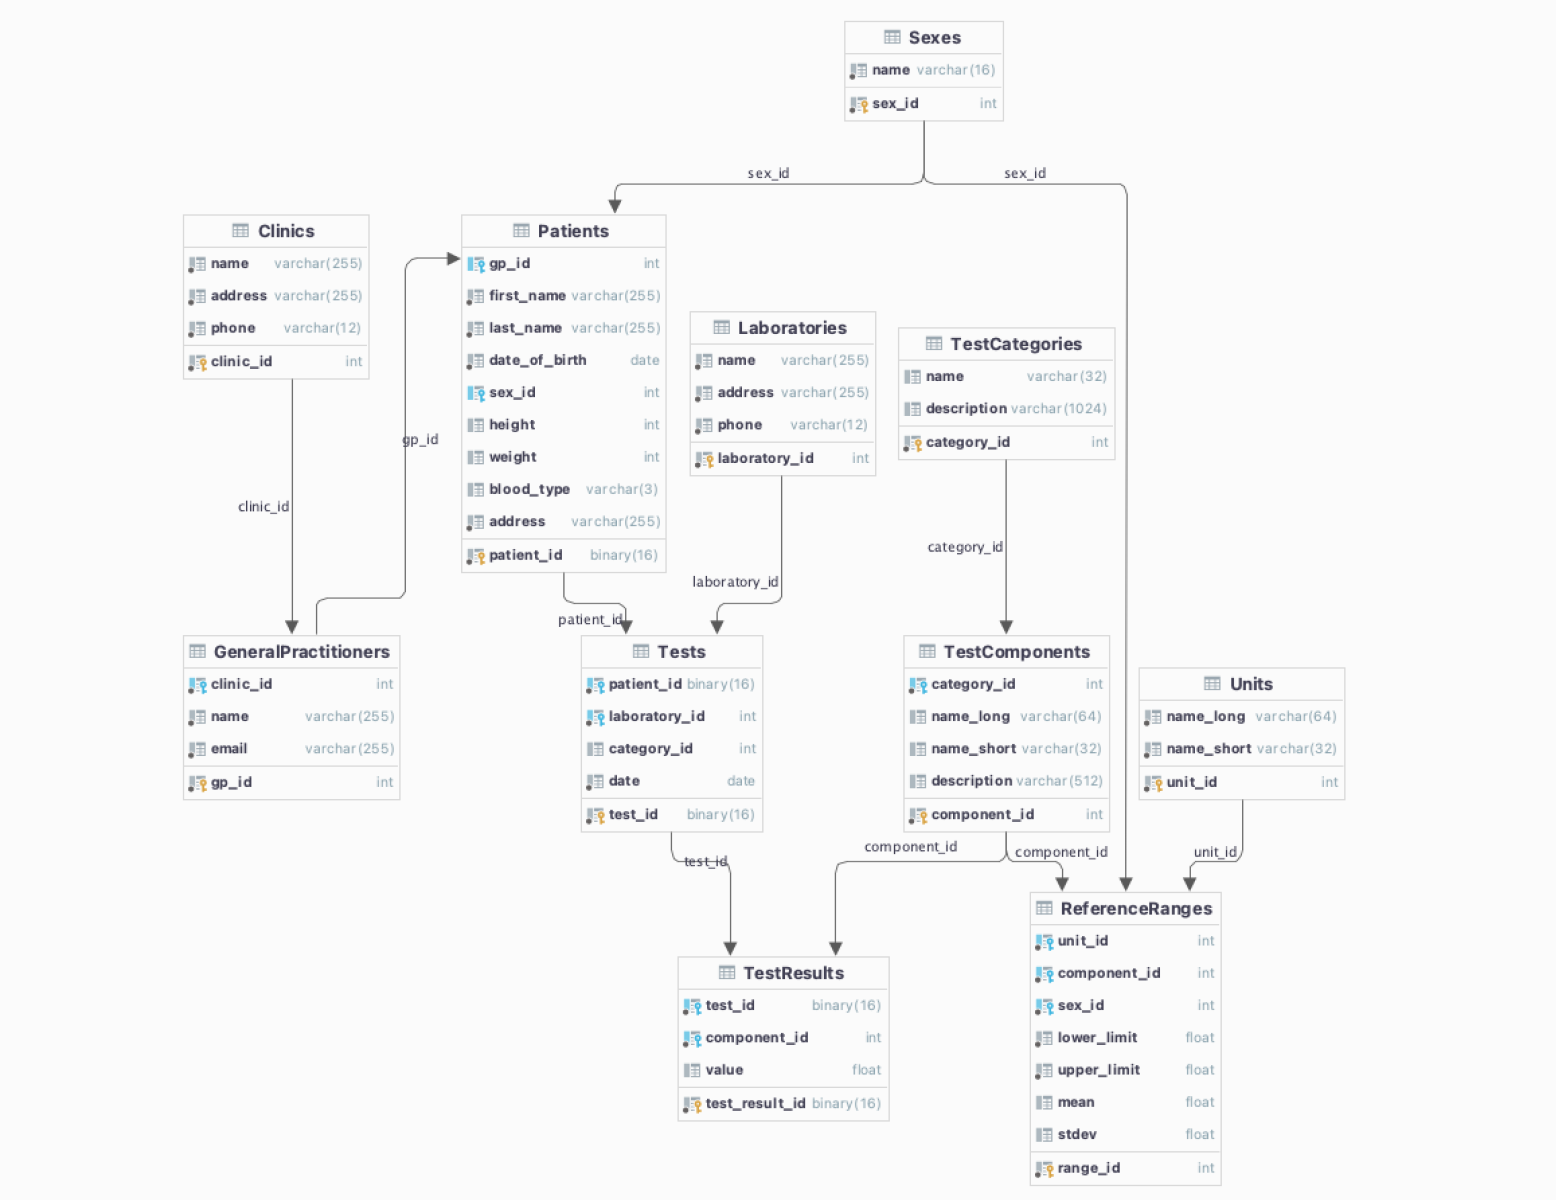 Sexes
name varchar(16)
sex_id int
sex_id
sex_id
Clinics
name varchar(255)
address varchar(255)
phone varchar(12)
clinic_id int
Patients
gp_id int
first_name varchar(255)
last_name varchar(255)
date_of_birth date
sex_id int
height int
weight int
blood_type varchar(3)
address varchar(255)
patient_id binary(16)
Laboratories
name varchar(255)
address varchar(255)
phone varchar(12)
laboratory_id int
TestCategories
name varchar(32)
description varchar(1024)
category_id int
gp_id
clinic_id
category_id
laboratory_id
patient_id
GeneralPractitioners
clinic_id int
name varchar(255)
email varchar(255)
gp_id int
Tests
patient_id binary(16)
laboratory_id int
category_id int
date date
test_id binary(16)
TestComponents
category_id int
name_long varchar(64)
name_short varchar(32)
description varchar(512)
component_id int
Units
name_long varchar(64)
name_short varchar(32)
unit_id int
test_id
component_id
component_id
unit_id
TestResults
test_id binary(16)
component_id int
value float
test_result_id binary(16)
ReferenceRanges
unit_id int
component_id int
sex_id int
lower_limit float
upper_limit float
mean float
stdev float
range_id int